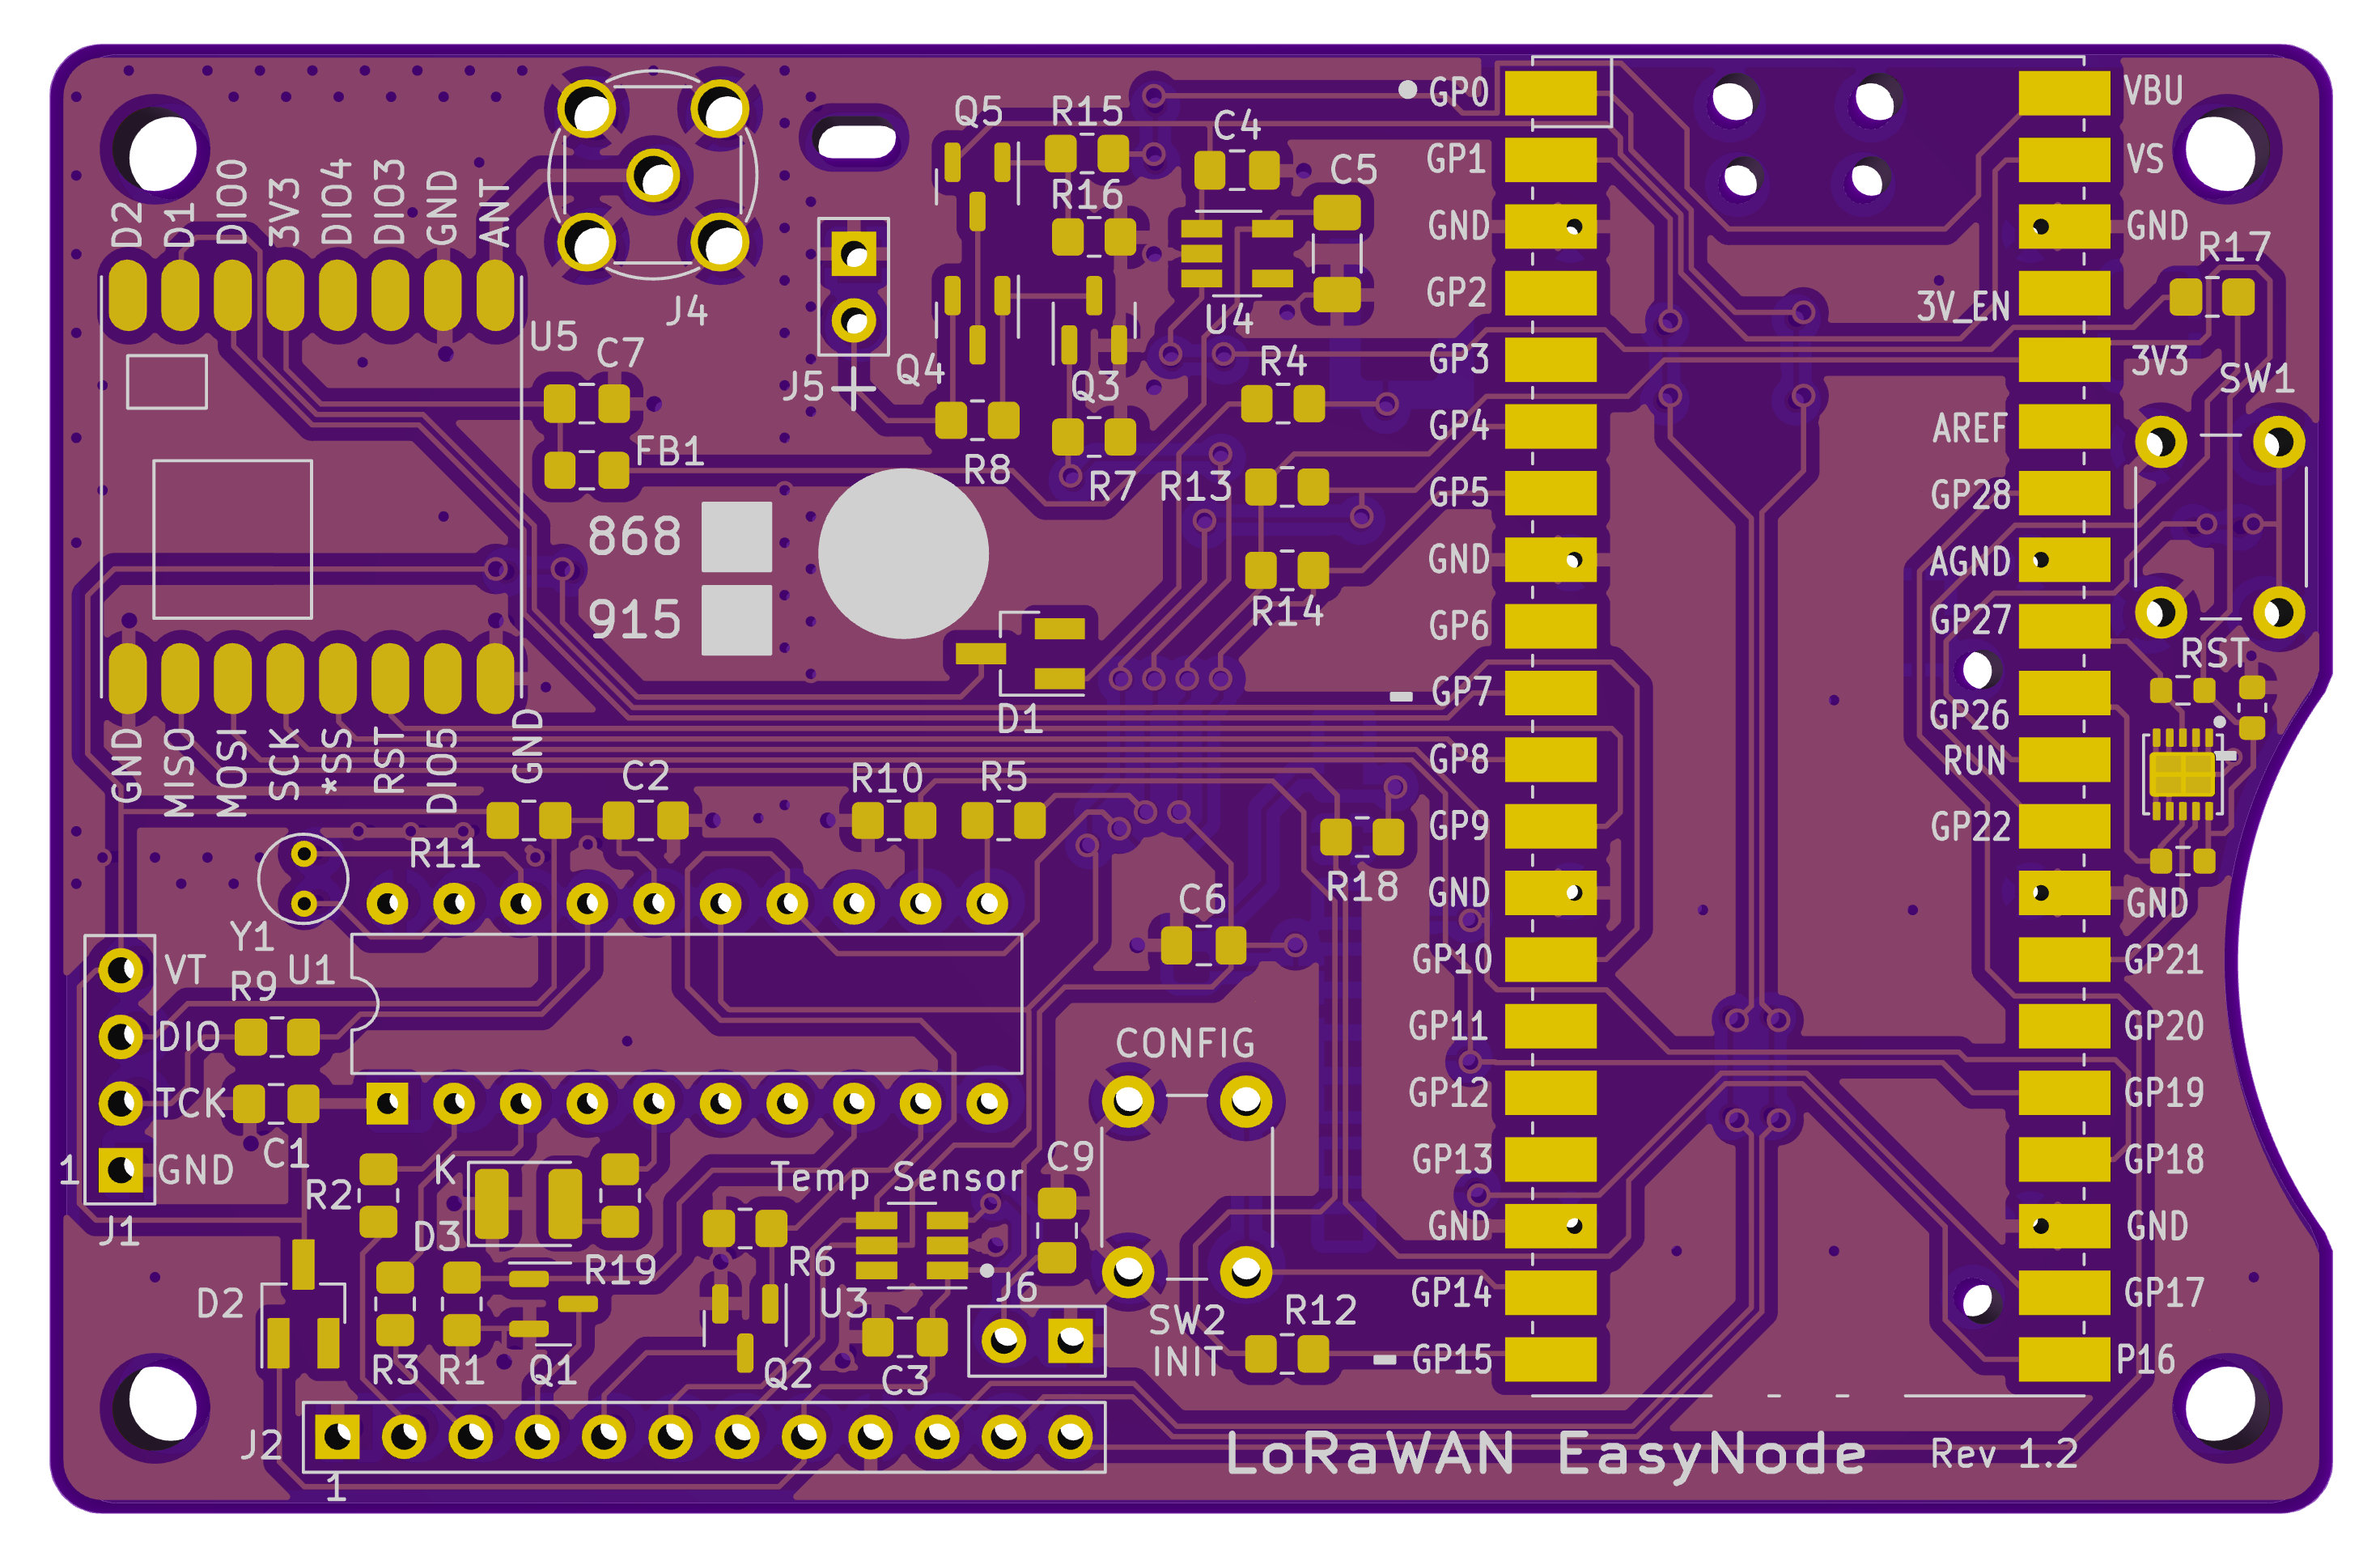 Q5
R15
C4
GP0
VBU
C5
GP1
VS
D2
D1
DIO0
3V3
DIO4
DIO3
GND
ANT
R16
GND
GND
R17
J4
U5
C7
U4
GP2
3V_EN
J5
+
Q4
Q3
R4
GP3
3V3
SW1
FB1
R8
R7
R13
GP4
AREF
GP5
GP28
868
GND
AGND
915
R14
GP6
GP27
RST
D1
GP7
GP26
GND
MISO
MOSI
SCK
*SS
RST
DIO5
GND
C2
R10
R5
GP8
RUN
R11
GP9
GP22
R18
GND
GND
C6
Y1
VT
R9
U1
GP10
GP21
DIO
CONFIG
GP11
GP20
TCK
GP12
GP19
C1
C9
1
GND
K
Temp Sensor
GP13
GP18
R2
J1
D3
GND
GND
R19
R6
D2
U3
J6
SW2
INIT
R12
GP14
GP17
R3
R1
Q1
Q2
C3
GP15
P16
J2
1
LoRaWAN EasyNode
Rev 1.2